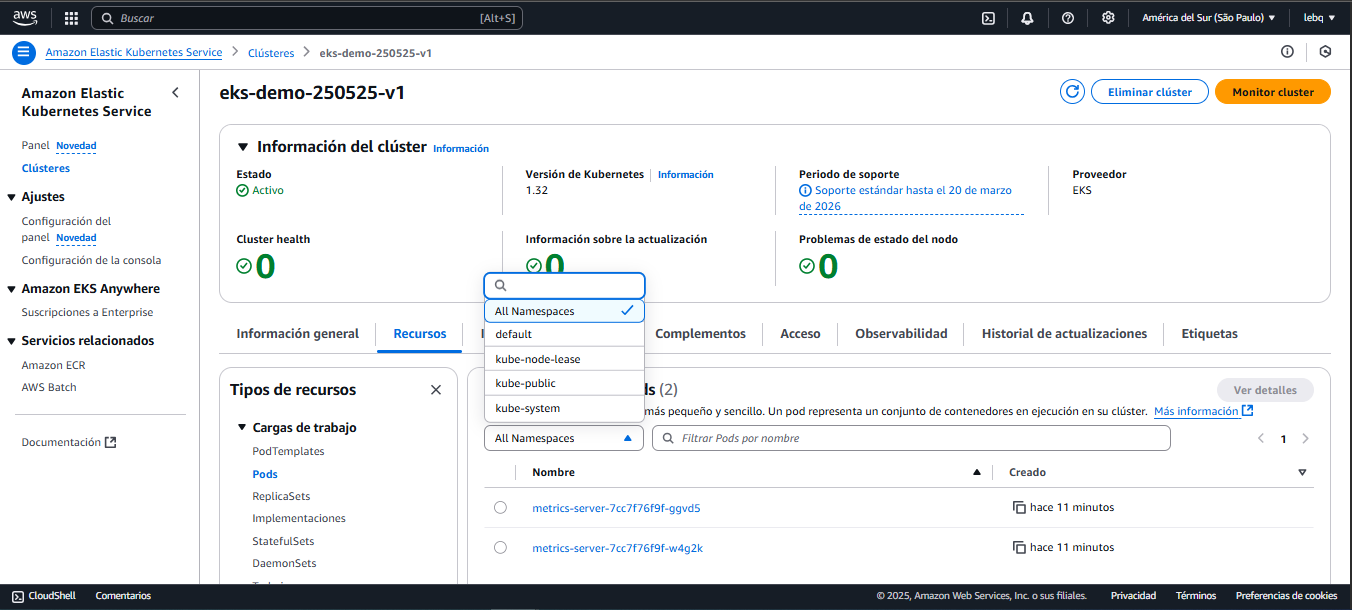 aws
Buscar
[Alt+S]
América del Sur (São Paulo)
lebq
Amazon Elastic Kubernetes Service
Clústeres
eks-demo-250525-v1
Amazon Elastic
Kubernetes Service
Panel Novedad
Clústeres
Ajustes
Configuración del
panel Novedad
Configuración de la consola
Amazon EKS Anywhere
Suscripciones a Enterprise
Servicios relacionados
Amazon ECR
AWS Batch
Documentación
eks-demo-250525-v1
Eliminar clúster
Monitor cluster
Información del clúster Información
Estado
Activo
Versión de Kubernetes Información
1.32
Periodo de soporte
Soporte estándar hasta el 20 de marzo
de 2026
Proveedor
EKS
Cluster health
0
Información sobre la actualización
0
Problemas de estado del nodo
0
Información general
Recursos
Complementos
Acceso
Observabilidad
Historial de actualizaciones
Etiquetas
All Namespaces
default
kube-node-lease
kube-public
kube-system
Tipos de recursos
Cargas de trabajo
PodTemplates
Pods
ReplicaSets
Implementaciones
StatefulSets
DaemonSets
(2)
Ver detalles
más pequeño y sencillo. Un pod representa un conjunto de contenedores en ejecución en su clúster. Más información
All Namespaces
Filtrar Pods por nombre
1
Nombre
Creado
metrics-server-7cc7f76f9f-ggvd5
hace 11 minutos
metrics-server-7cc7f76f9f-w4g2k
hace 11 minutos
CloudShell
Comentarios
© 2025, Amazon Web Services, Inc. o sus filiales.
Privacidad
Términos
Preferencias de cookies